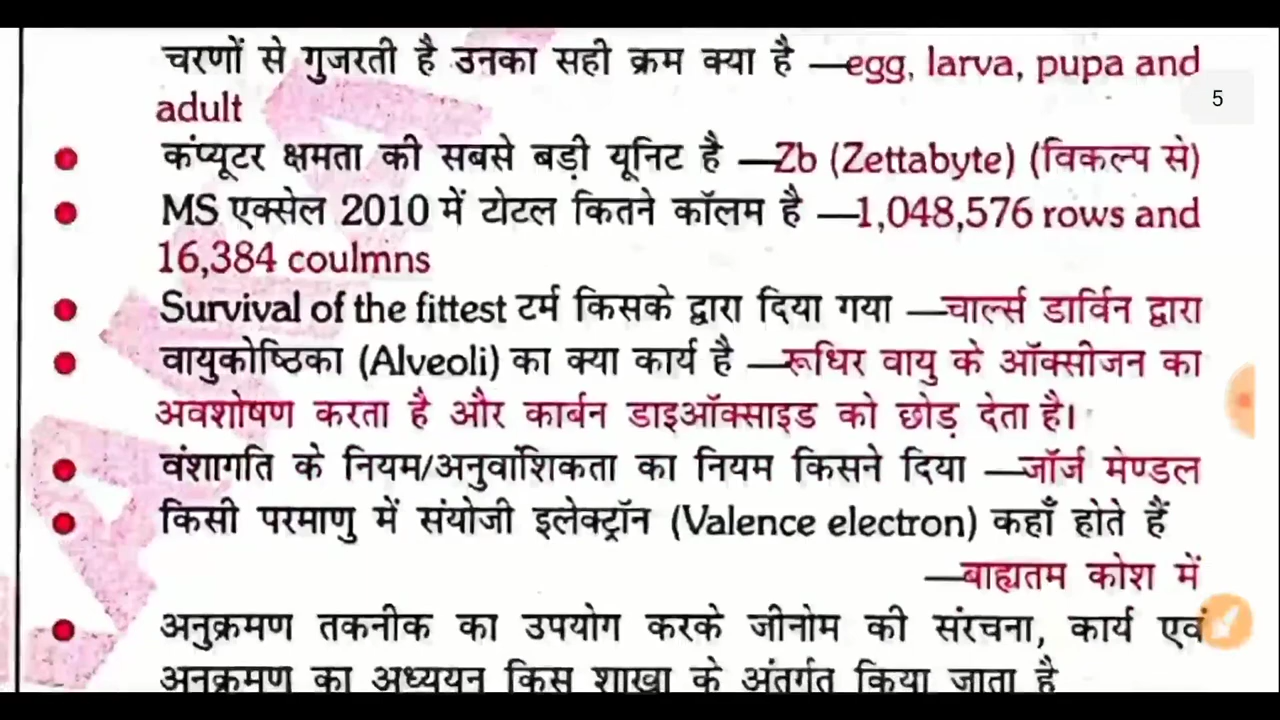 चरणों से गुजरती है उनका सही क्रम क्या है —egg, larva, pupa and
adult
5
कंप्यूटर क्षमता की सबसे बड़ी यूनिट है —Zb (Zettabyte) (विकल्प से)
MS एक्सेल 2010 में टोटल कितने कॉलम है —1,048,576 rows and
16,384 coulmns
Survival of the fittest टर्म किसके द्वारा दिया गया —चार्ल्स डार्विन द्वारा
वायुकोष्ठिका (Alveoli) का क्या कार्य है —रूधिर वायु के ऑक्सीजन का
अवशोषण करता है और कार्बन डाइऑक्साइड को छोड़ देता है।
वंशागति के नियम/अनुवांशिकता का नियम किसने दिया —जॉर्ज मेण्डल
किसी परमाणु में संयोजी इलेक्ट्रॉन (Valence electron) कहाँ होते हैं
—बाह्यतम कोश में
अनुक्रमण तकनीक का उपयोग करके जीनोम की संरचना, कार्य एवं
अनुक्रमण का अध्ययन किस शाखा के अंतर्गत किया जाता है